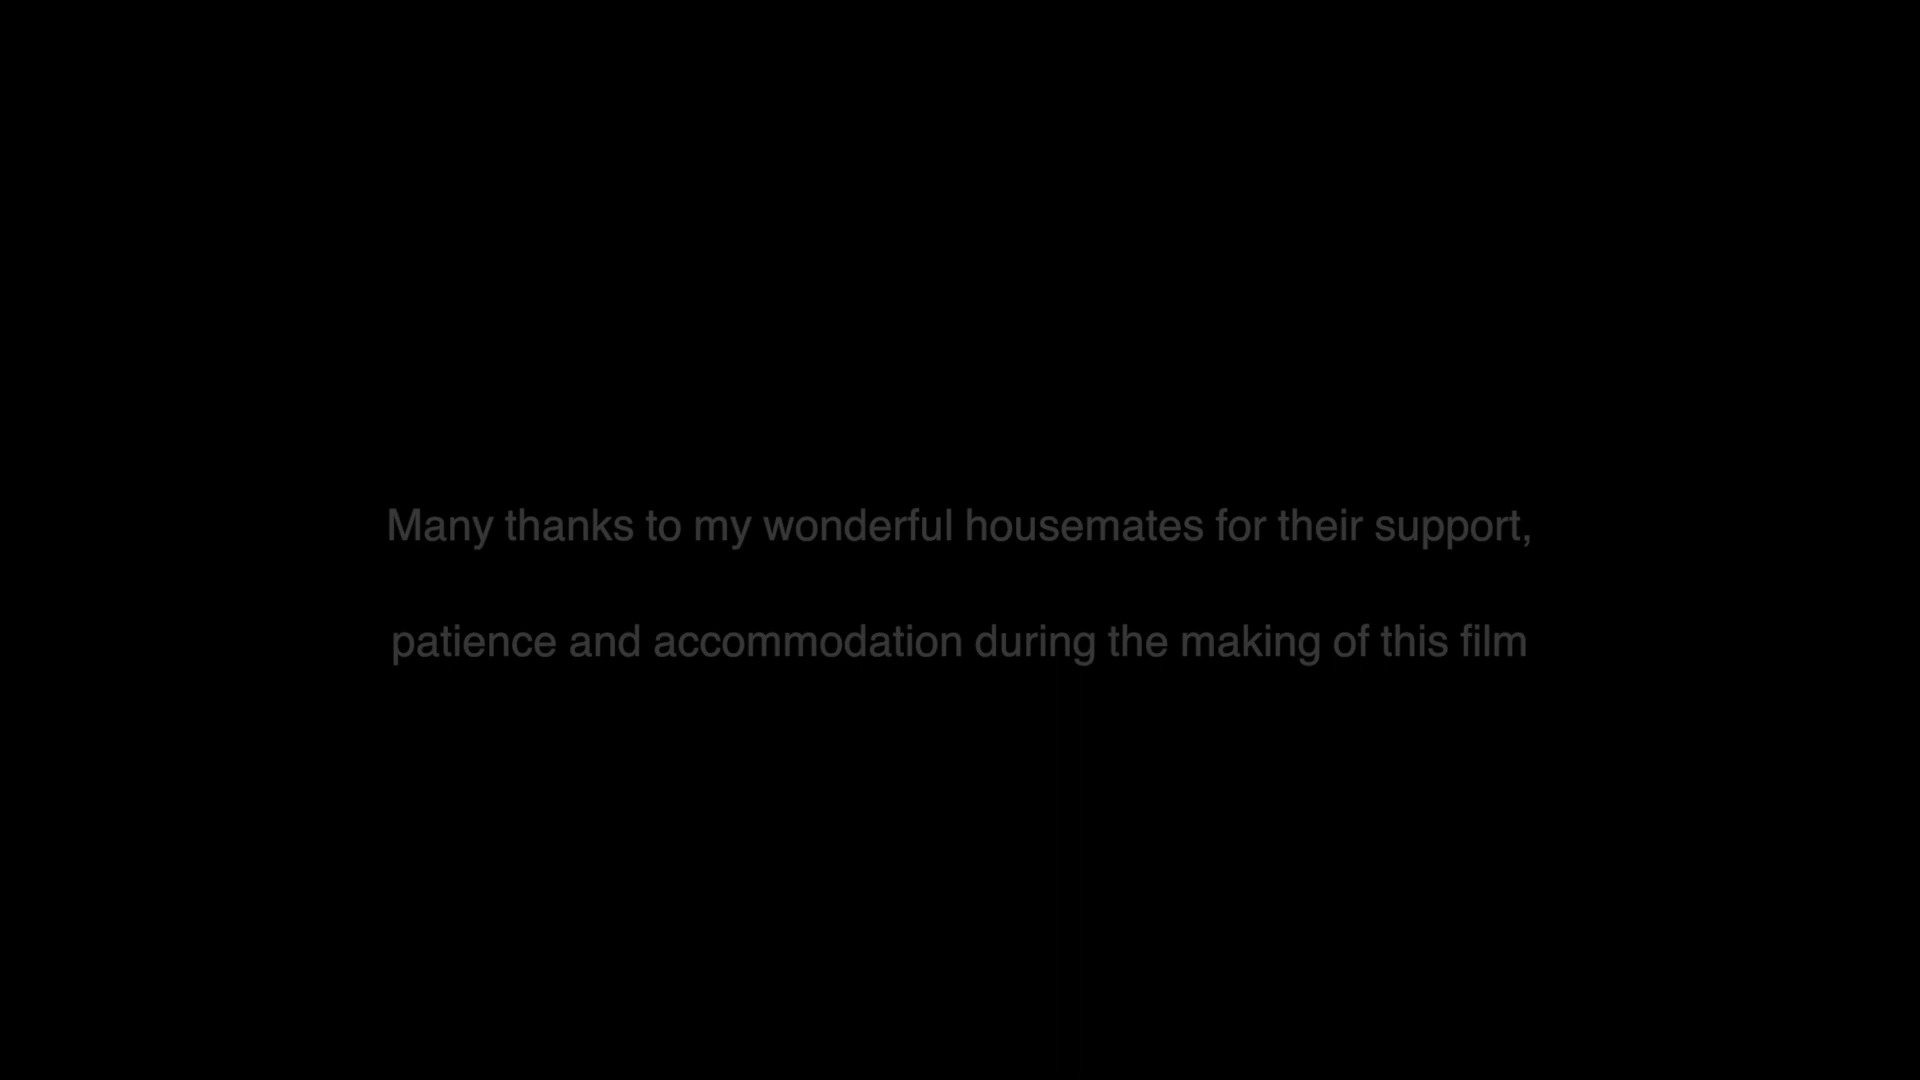 Many thanks to my wonderful housemates for their support,
patience and accommodation during the making of this film